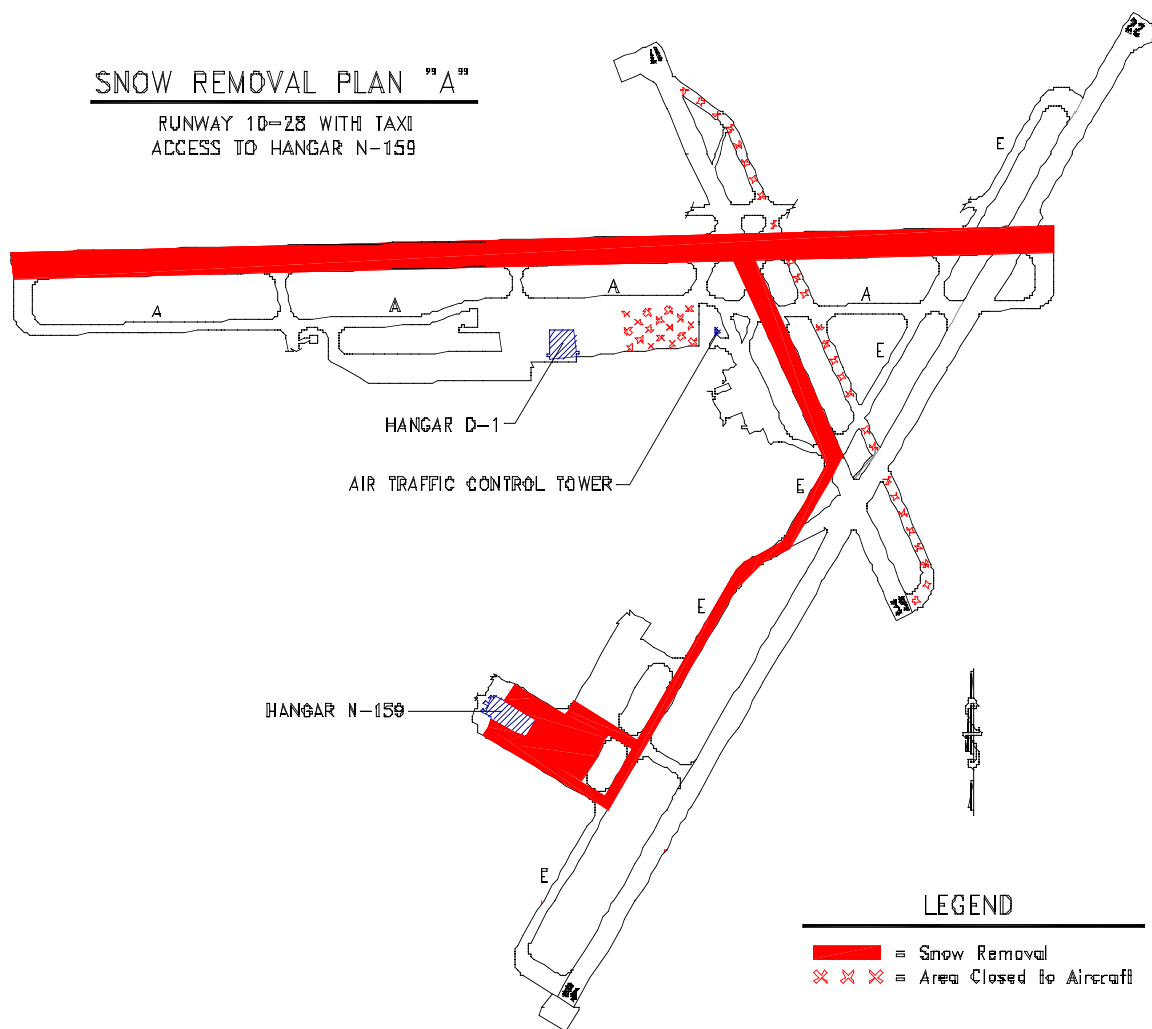 SNOW REMOVAL PLAN "A"
RUNWAY 10-28 WITH TAXI
ACCESS TO HANGAR N-159
22
E
A
A
A
A
E
HANGAR D-1
AIR TRAFFIC CONTROL TOWER
E
E
HANGAR N-159
E
LEGEND
= Snow Removal
= Area Closed to Aircraft